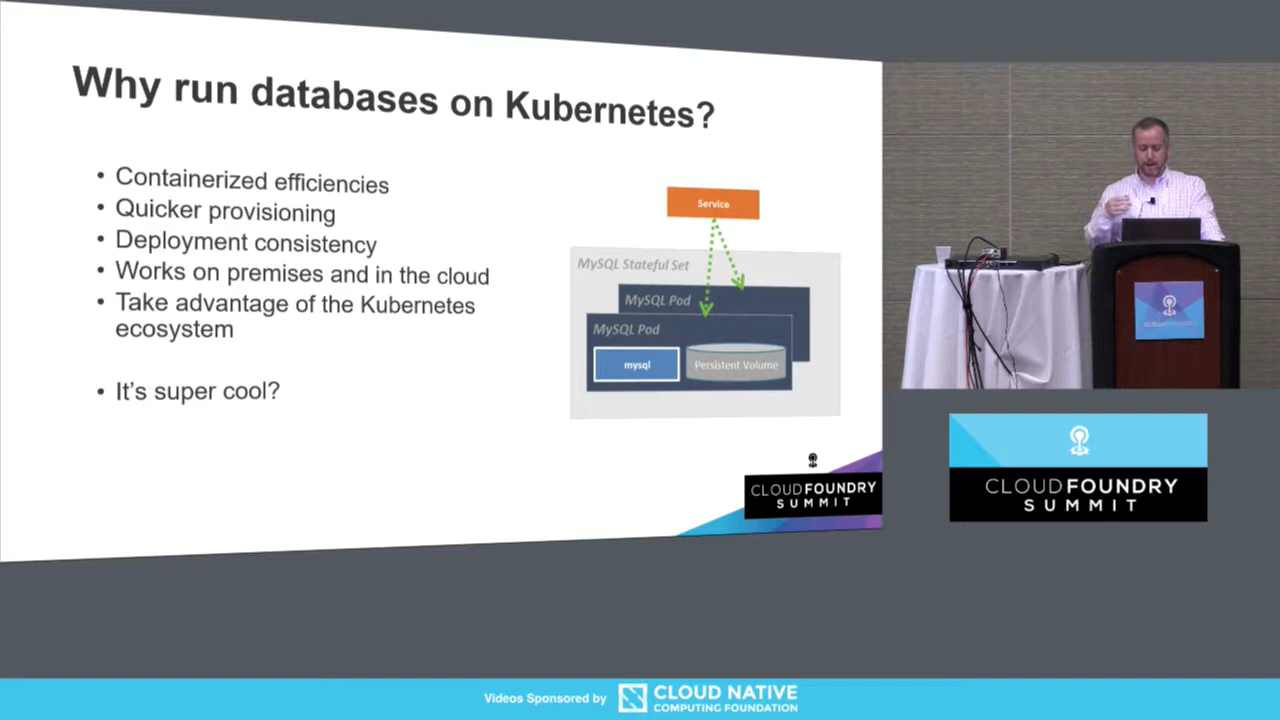 Why run databases on Kubernetes?
• Containerized efficiencies
• Quicker provisioning
• Deployment consistency
• Works on premises and in the cloud
• Take advantage of the Kubernetes
ecosystem
• It's super cool?
Service
MySQL Stateful Set
MySQL Pod
MySQL Pod
mysql
Persistent Volume
CLOUDFOUNDRY
SUMMIT
CLOUDFOUNDRY
CLOUDFOUNDRY
SUMMIT
Videos Sponsored by
CLOUD NATIVE
COMPUTING FOUNDATION